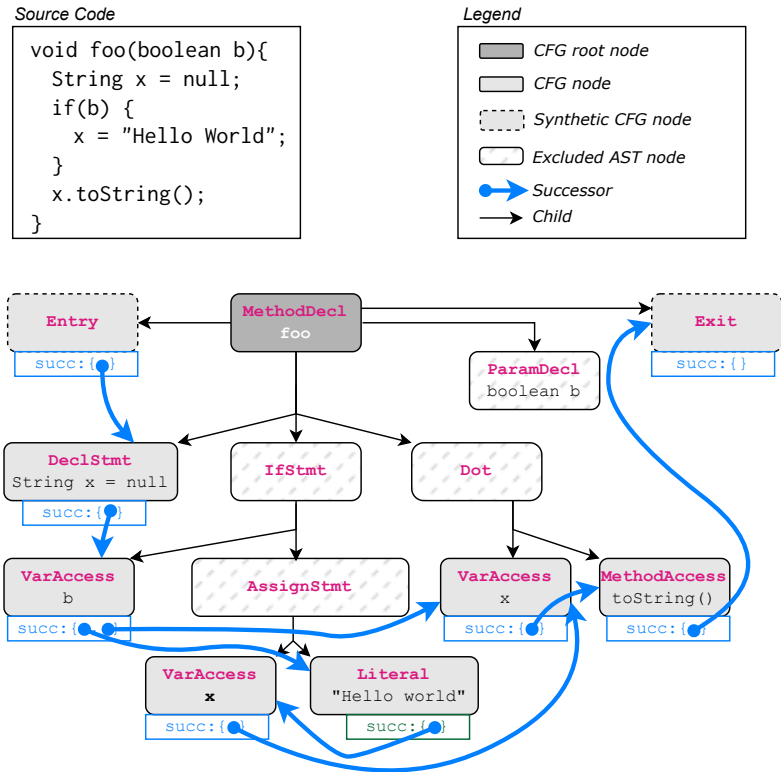 Source Code
void foo(boolean b){
String x = null;
if(b) {
x = "Hello World";
}
x.toString();
}
Legend
CFG root node
CFG node
Synthetic CFG node
Excluded AST node
Successor
Child
Entry
succ:{ }
MethodDecl
foo
Exit
succ:{}
ParamDecl
boolean b
DeclStmt
String x = null
succ:{ }
IfStmt
Dot
VarAccess
b
succ:{ , }
AssignStmt
VarAccess
x
succ:{ }
MethodAccess
toString()
succ:{ }
VarAccess
x
succ:{ }
Literal
"Hello world"
succ:{ }